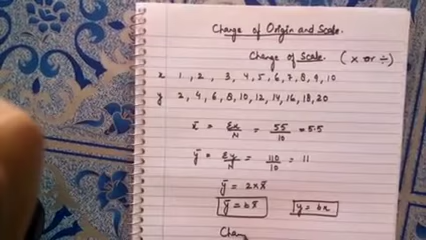 Change of Origin and Scale.
Change of Scale. (x or ÷)
x 1, 2, 3, 4, 5, 6, 7, 8, 9, 10
y 2, 4, 6, 8, 10, 12, 14, 16, 18, 20
x̄ = Σx/N = 55/10 = 5.5
ȳ = Σy/N = 110/10 = 11
ȳ = 2×x̄
ȳ = bx̄ y = bx
Chan